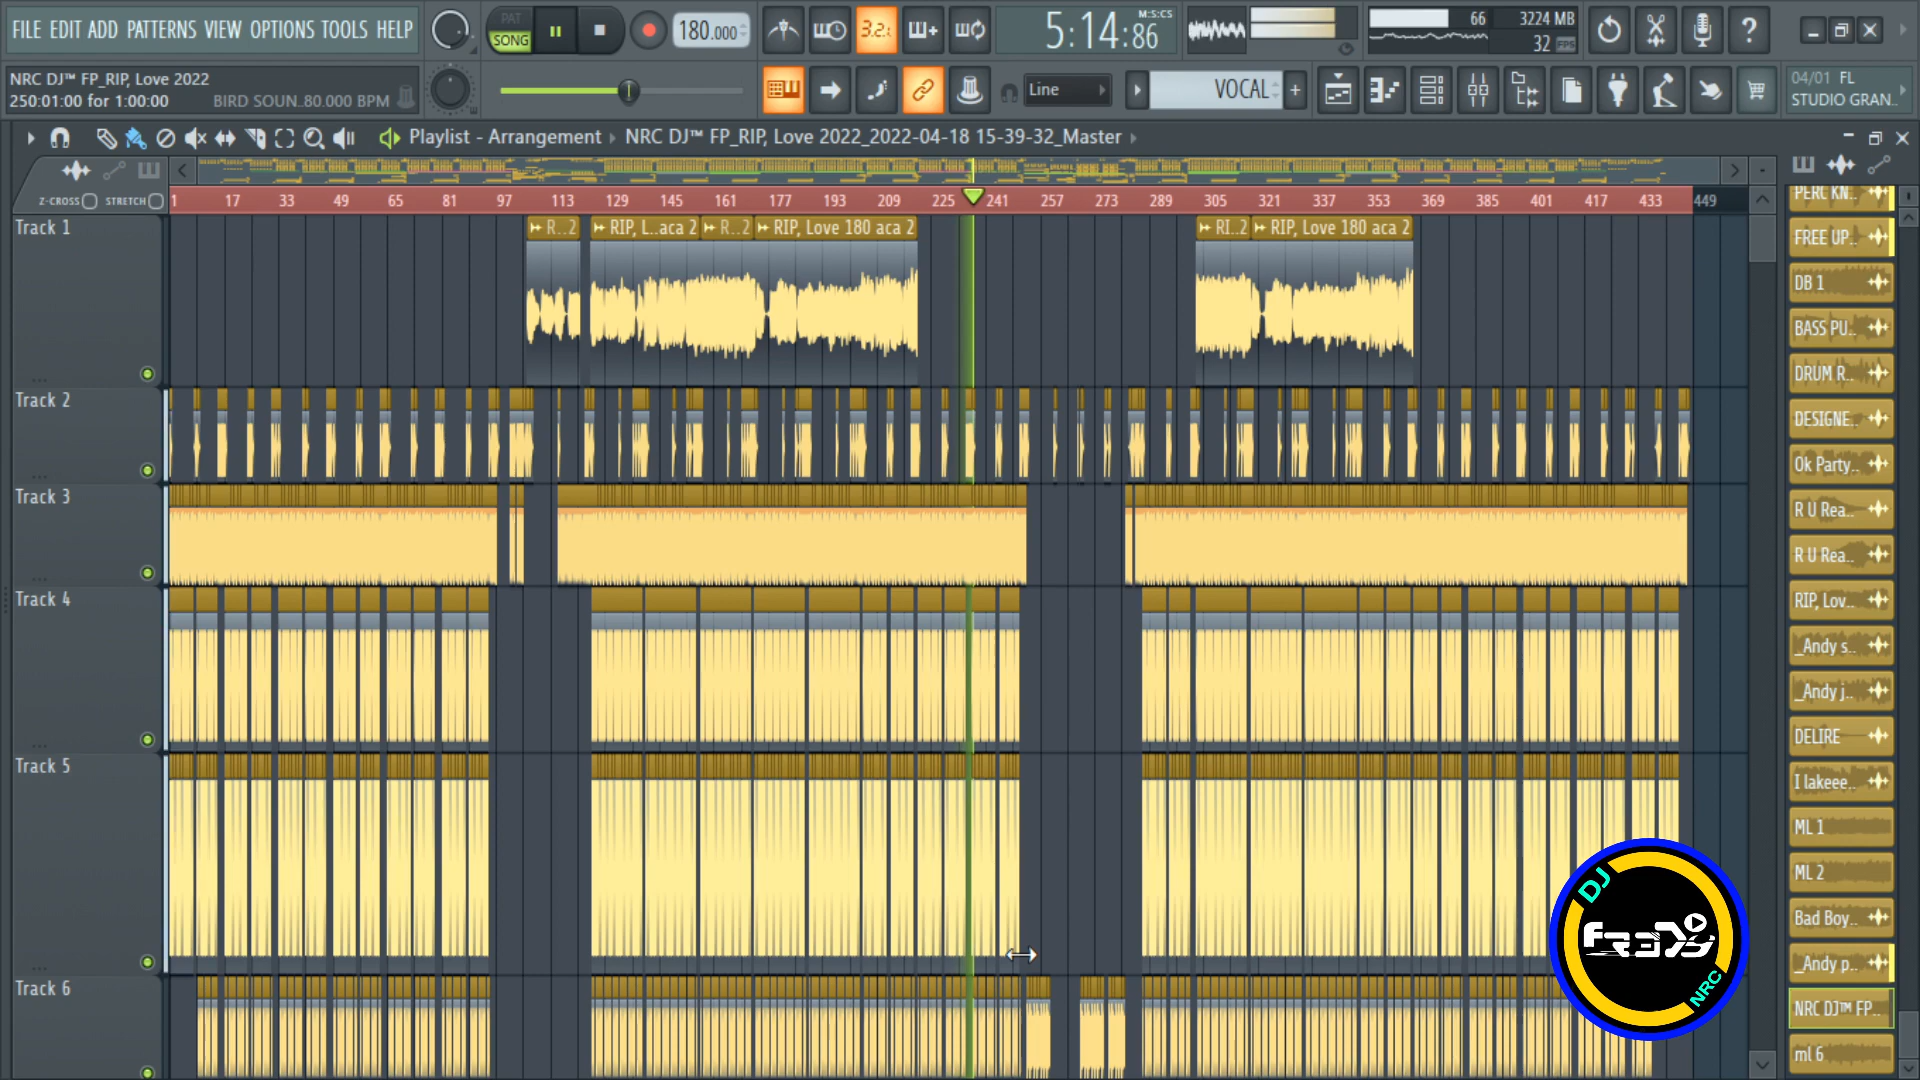 FILE EDIT ADD PATTERNS VIEW OPTIONS TOOLS HELP
PAT
SONG
180.000
3.2.
5:14:86
M:S:CS
66
3224 MB
32 FPS
NRC DJ™ FP_RIP, Love 2022
250:01:00 for 1:00:00
BIRD SOUN..80.000 BPM
Line
VOCAL
04/01 FL
STUDIO GRAN..
Playlist - Arrangement
NRC DJ™ FP_RIP, Love 2022_2022-04-18 15-39-32_Master
Z-CROSS
STRETCH
1 17 33 49 65 81 97 113 129 145 161 177 193 209 225 241 257 273 289 305 321 337 353 369 385 401 417 433 449
Track 1
R..2
RIP, L..aca 2
R..2
RIP, Love 180 aca 2
RI..2
RIP, Love 180 aca 2
Track 2
Track 3
Track 4
Track 5
Track 6
PERC KN..
FREE UP..
DB 1
BASS PU..
DRUM R..
DESIGNE..
Ok Party..
R U Rea..
R U Rea..
RIP, Lov..
_Andy s..
_Andy j..
DELIRE
I lakeee..
ML 1
ML 2
Bad Boy..
_Andy p..
NRC DJ™ FP..
ml 6
DJ
FREDY
NRC